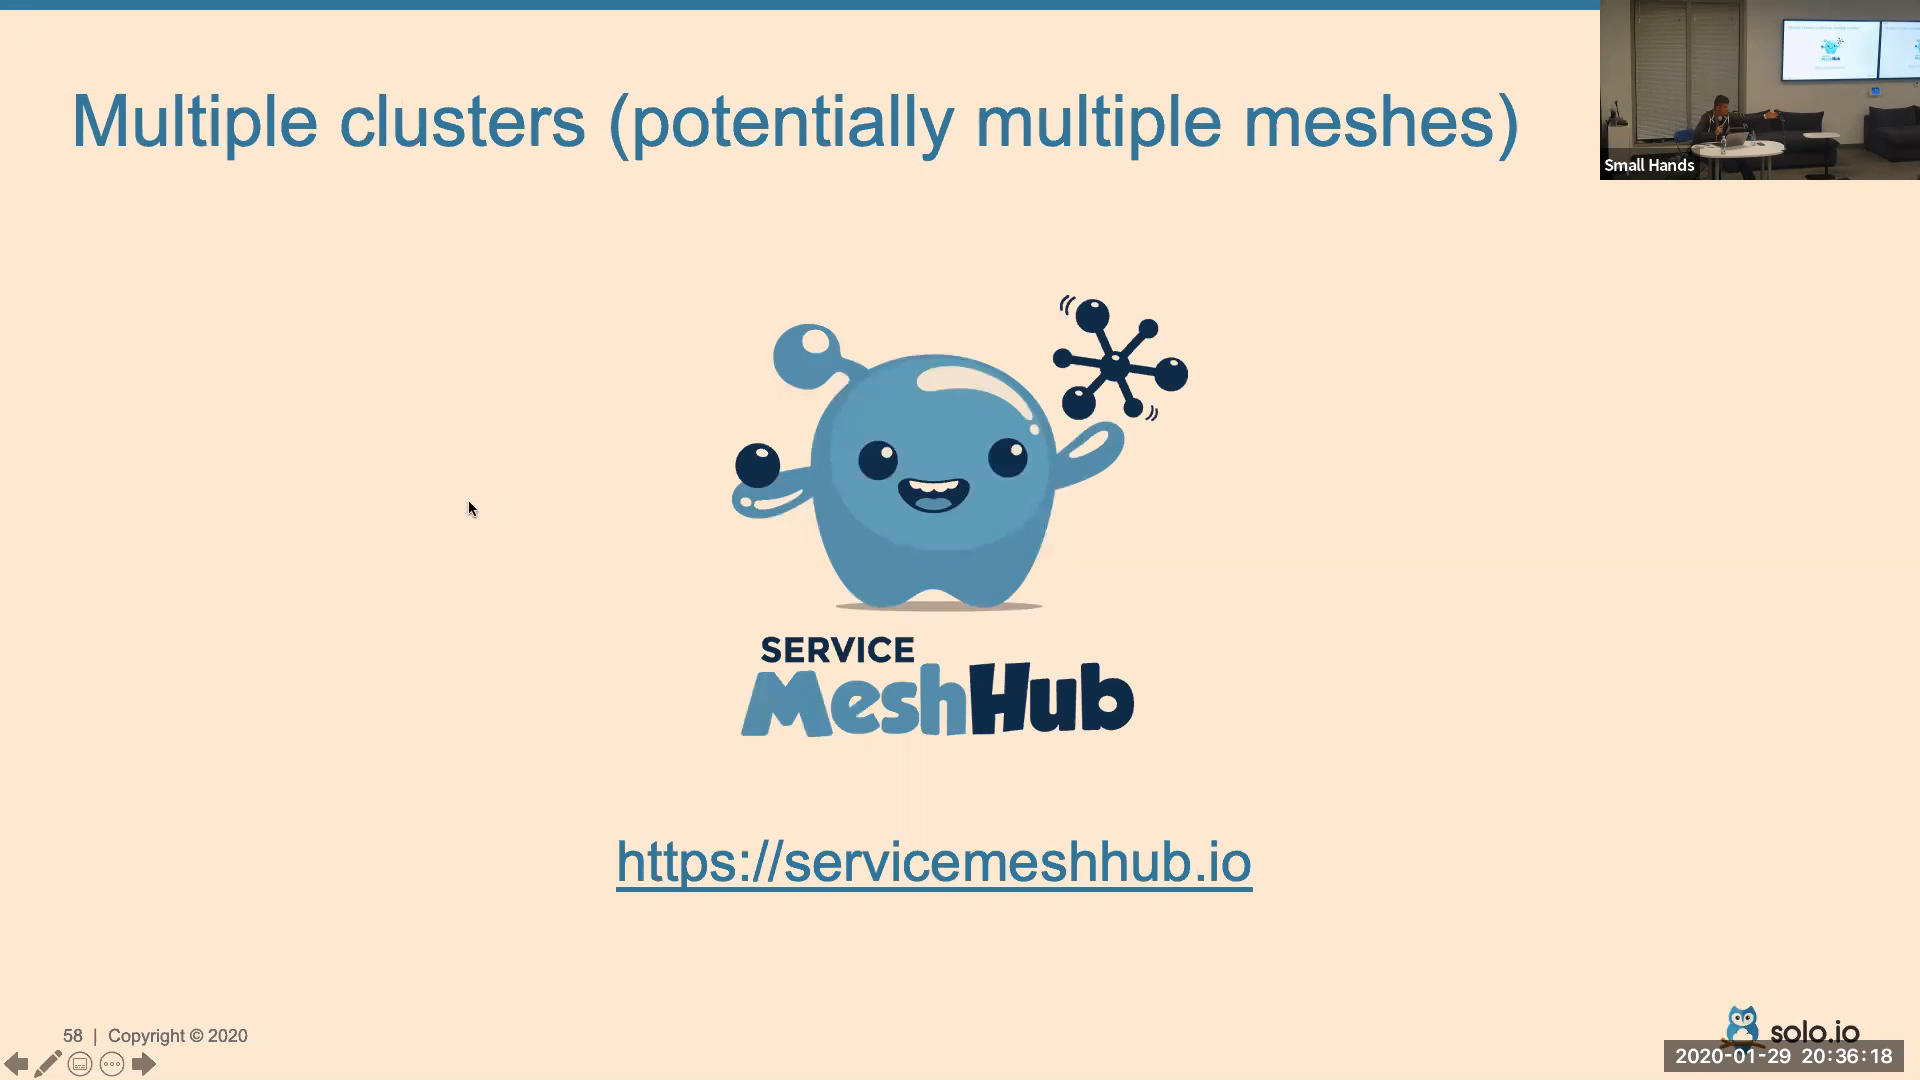 Multiple clusters (potentially multiple meshes)
Small Hands
SERVICE
MeshHub
https://servicemeshhub.io
58 | Copyright © 2020
solo.io
2020-01-29 20:36:18